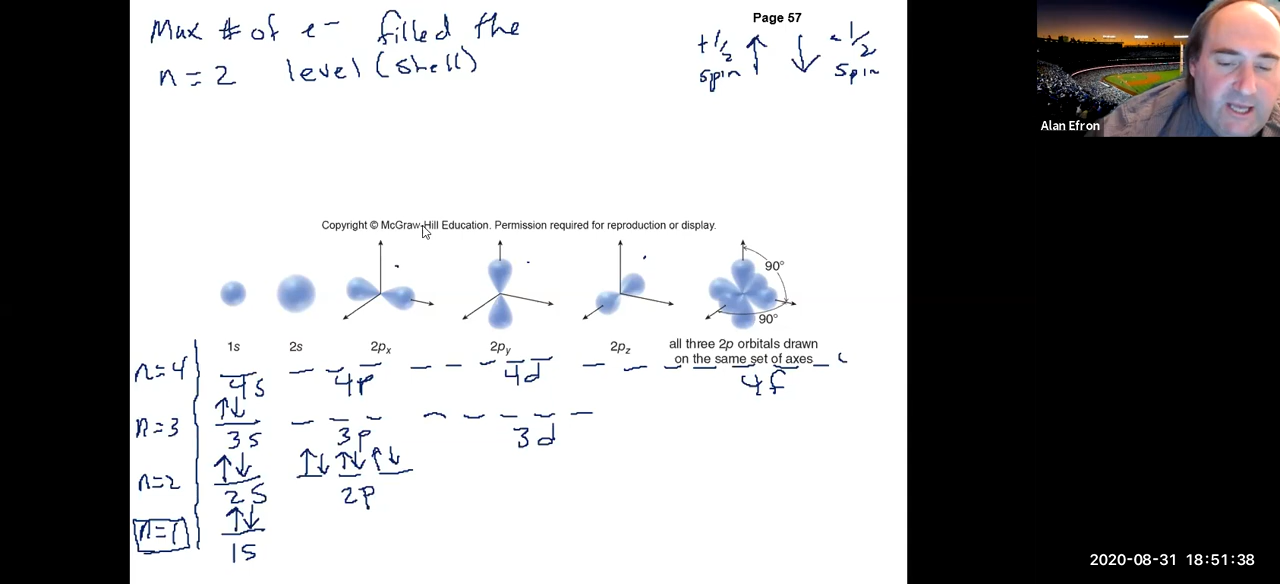 Max # of e- filled the
n = 2 level (shell)
Page 57
+1/2 spin ↑ ↓ -1/2 spin
Alan Efron
Copyright © McGraw-Hill Education. Permission required for reproduction or display.
90°
90°
1s 2s 2px 2py 2pz all three 2p orbitals drawn
on the same set of axes
n=4 4s 4p 4d 4f
n=3 ↑↓ 3s 3p 3d
n=2 ↑↓ 2s ↑↓ ↑↓ ↑↓ 2p
n=1 ↑↓ 1s
2020-08-31 18:51:38